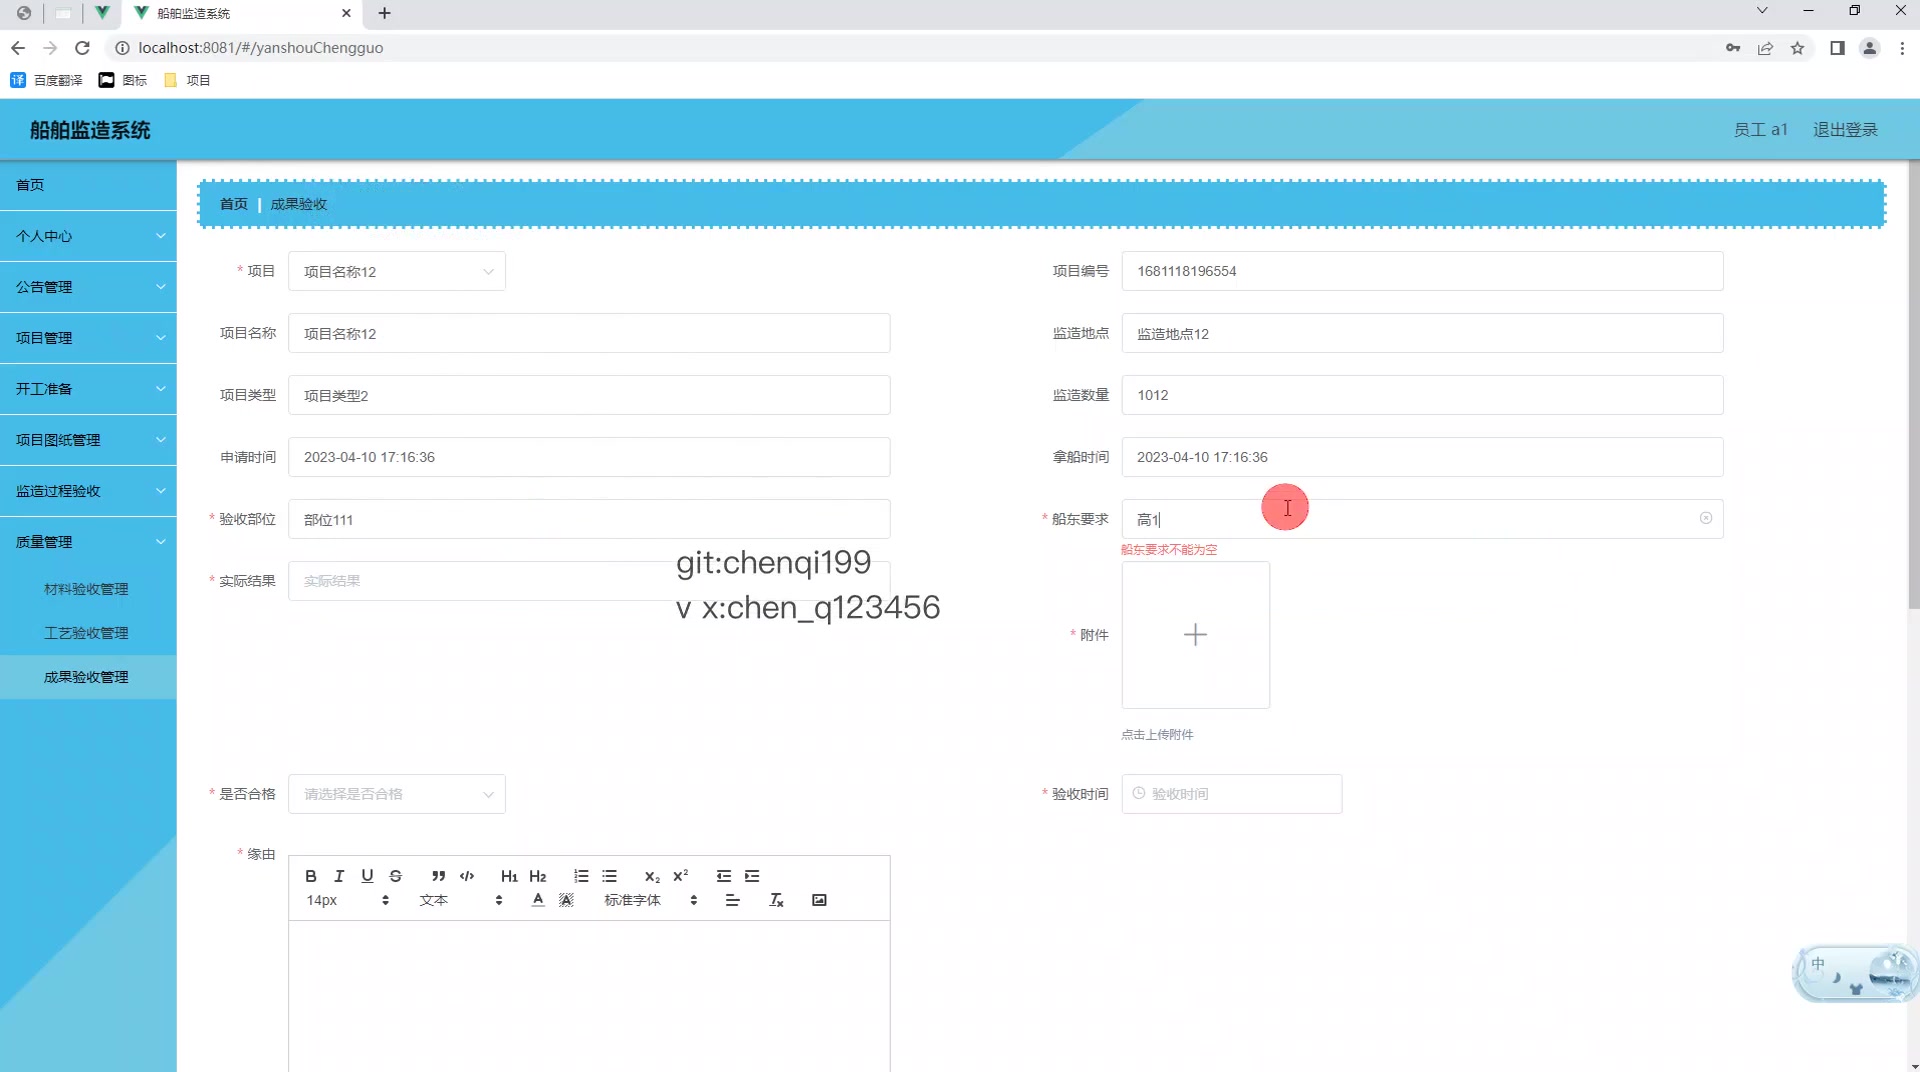 船舶监造系统
localhost:8081/#/yanshouChengguo
译 百度翻译 图标 项目
船舶监造系统
员工 a1 退出登录
首页
个人中心
公告管理
项目管理
开工准备
项目图纸管理
监造过程验收
质量管理
材料验收管理
工艺验收管理
成果验收管理
首页 | 成果验收
* 项目 项目名称12
项目编号 1681118196554
项目名称 项目名称12
监造地点 监造地点12
项目类型 项目类型2
监造数量 1012
申请时间 2023-04-10 17:16:36
拿船时间 2023-04-10 17:16:36
* 验收部位 部位111
* 船东要求 高1
船东要求不能为空
* 实际结果 实际结果
git:chenqi199
v x:chen_q123456
* 附件
点击上传附件
* 是否合格 请选择是否合格
* 验收时间 验收时间
* 缘由
B I U S H1 H2 X2 X2
14px 文本 A A 标准字体 Tx
中